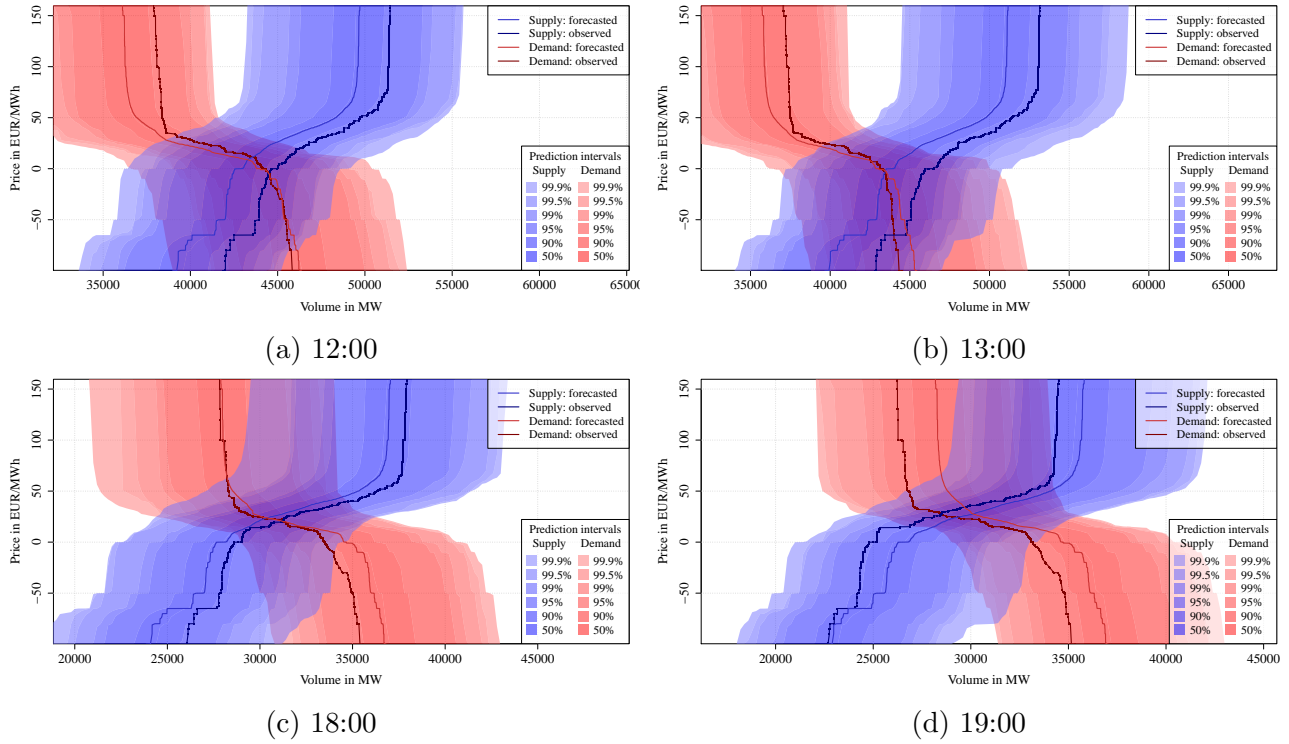 Supply: forecasted
Supply: observed
Demand: forecasted
Demand: observed
Prediction intervals
Supply Demand
99.9% 99.9%
99.5% 99.5%
99% 99%
95% 95%
90% 90%
50% 50%
Price in EUR/MWh
−50 0 50 100 150
35000 40000 45000 50000 55000 60000 65000
Volume in MW
(a) 12:00
Supply: forecasted
Supply: observed
Demand: forecasted
Demand: observed
Prediction intervals
Supply Demand
99.9% 99.9%
99.5% 99.5%
99% 99%
95% 95%
90% 90%
50% 50%
Price in EUR/MWh
−50 0 50 100 150
35000 40000 45000 50000 55000 60000 65000
Volume in MW
(b) 13:00
Supply: forecasted
Supply: observed
Demand: forecasted
Demand: observed
Prediction intervals
Supply Demand
99.9% 99.9%
99.5% 99.5%
99% 99%
95% 95%
90% 90%
50% 50%
Price in EUR/MWh
−50 0 50 100 150
20000 25000 30000 35000 40000 45000
Volume in MW
(c) 18:00
Supply: forecasted
Supply: observed
Demand: forecasted
Demand: observed
Prediction intervals
Supply Demand
99.9% 99.9%
99.5% 99.5%
99% 99%
95% 95%
90% 90%
50% 50%
Price in EUR/MWh
−50 0 50 100 150
20000 25000 30000 35000 40000 45000
Volume in MW
(d) 19:00